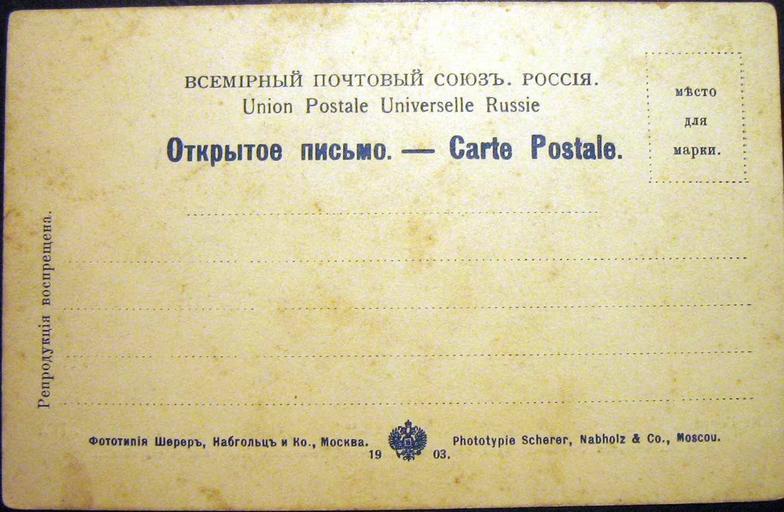 ВСЕМІРНЫЙ ПОЧТОВЫЙ СОЮЗЪ. РОССІЯ.
Union Postale Universelle Russie
Открытое письмо. — Carte Postale.
мѣсто
для
марки.
Репродукція воспрещена.
Фототипія Шереръ, Набгольцъ и Ко., Москва.
Phototypie Scherer, Nabholz & Co., Moscou.
19 03.